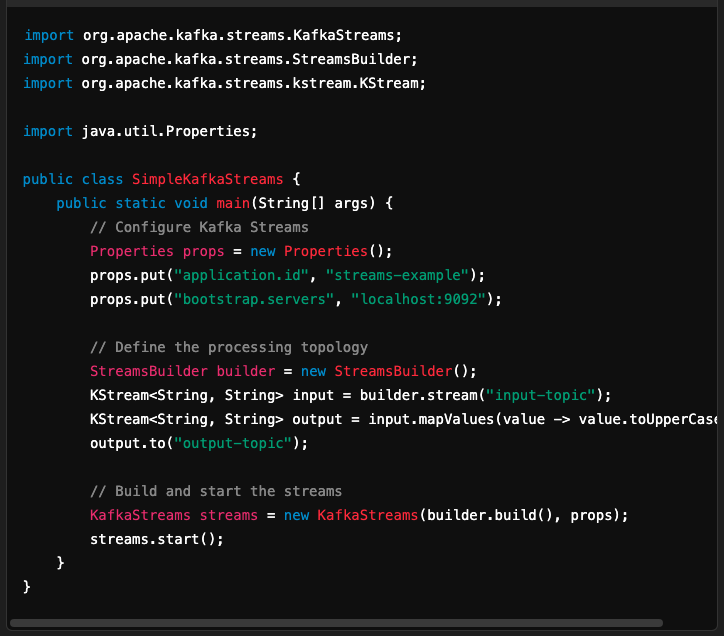 import org.apache.kafka.streams.KafkaStreams;
import org.apache.kafka.streams.StreamsBuilder;
import org.apache.kafka.streams.kstream.KStream;

import java.util.Properties;

public class SimpleKafkaStreams {
    public static void main(String[] args) {
        // Configure Kafka Streams
        Properties props = new Properties();
        props.put("application.id", "streams-example");
        props.put("bootstrap.servers", "localhost:9092");

        // Define the processing topology
        StreamsBuilder builder = new StreamsBuilder();
        KStream<String, String> input = builder.stream("input-topic");
        KStream<String, String> output = input.mapValues(value -> value.toUpperCase
        output.to("output-topic");

        // Build and start the streams
        KafkaStreams streams = new KafkaStreams(builder.build(), props);
        streams.start();
    }
}